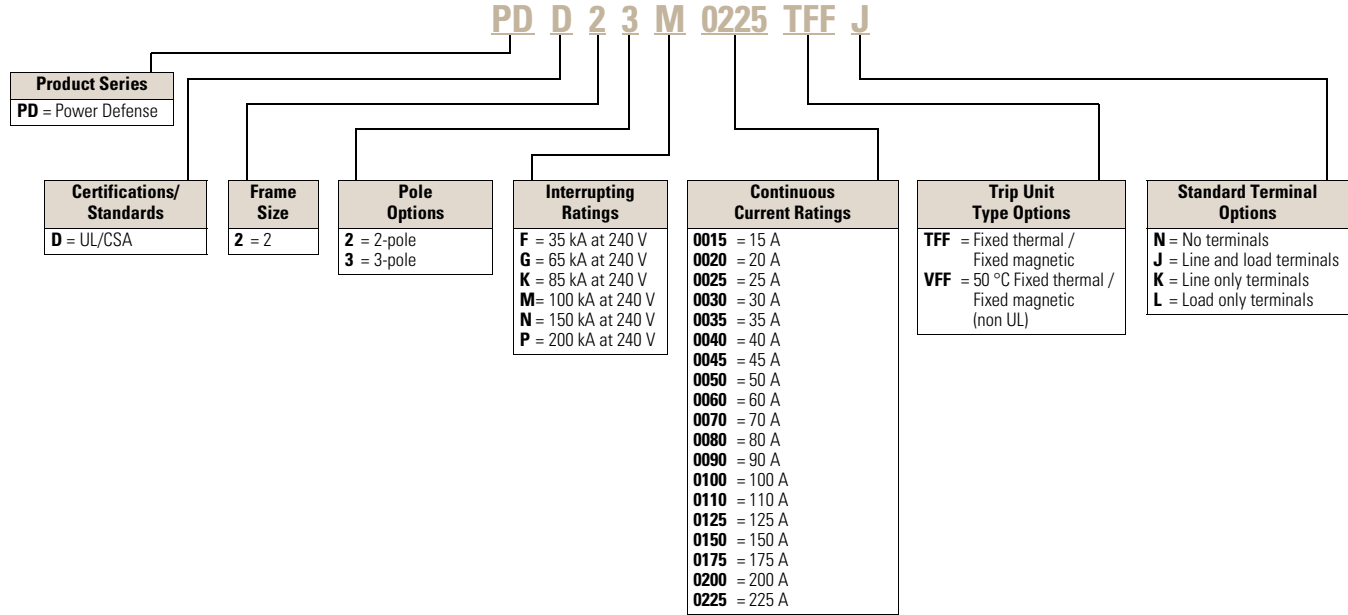 PD D 2 3 M 0225 TFF J
Product Series
PD = Power Defense
Certifications/
Standards
D = UL/CSA
Frame
Size
2 = 2
Pole
Options
2 = 2-pole
3 = 3-pole
Interrupting
Ratings
F = 35 kA at 240 V
G = 65 kA at 240 V
K = 85 kA at 240 V
M= 100 kA at 240 V
N = 150 kA at 240 V
P = 200 kA at 240 V
Continuous
Current Ratings
0015 = 15 A
0020 = 20 A
0025 = 25 A
0030 = 30 A
0035 = 35 A
0040 = 40 A
0045 = 45 A
0050 = 50 A
0060 = 60 A
0070 = 70 A
0080 = 80 A
0090 = 90 A
0100 = 100 A
0110 = 110 A
0125 = 125 A
0150 = 150 A
0175 = 175 A
0200 = 200 A
0225 = 225 A
Trip Unit
Type Options
TFF = Fixed thermal /
Fixed magnetic
VFF = 50 °C Fixed thermal /
Fixed magnetic
(non UL)
Standard Terminal
Options
N = No terminals
J = Line and load terminals
K = Line only terminals
L = Load only terminals